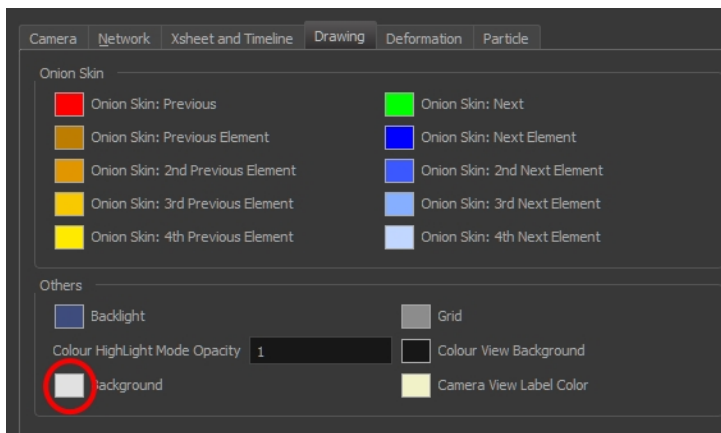 Camera Network Xsheet and Timeline Drawing Deformation Particle
Onion Skin
Onion Skin: Previous Onion Skin: Next
Onion Skin: Previous Element Onion Skin: Next Element
Onion Skin: 2nd Previous Element Onion Skin: 2nd Next Element
Onion Skin: 3rd Previous Element Onion Skin: 3rd Next Element
Onion Skin: 4th Previous Element Onion Skin: 4th Next Element
Others
Backlight Grid
Colour HighLight Mode Opacity 1 Colour View Background
Background Camera View Label Color